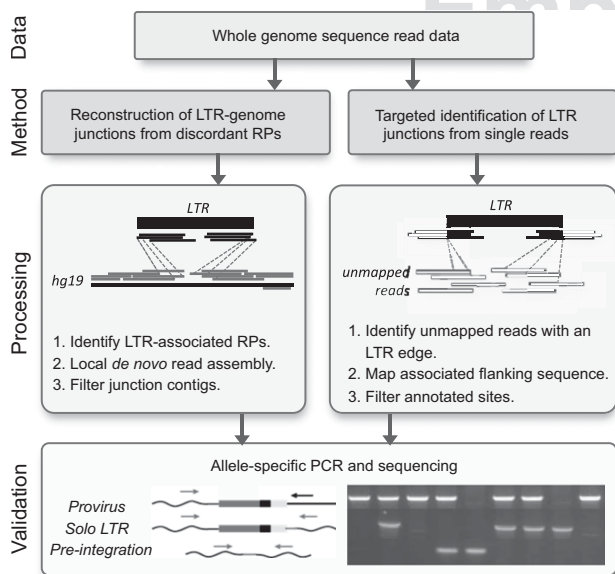 Data
Whole genome sequence read data
Method
Reconstruction of LTR-genome
junctions from discordant RPs
Targeted identification of LTR
junctions from single reads
Processing
LTR
hg19
1. Identify LTR-associated RPs.
2. Local de novo read assembly.
3. Filter junction contigs.
LTR
unmapped
reads
1. Identify unmapped reads with an
LTR edge.
2. Map associated flanking sequence.
3. Filter annotated sites.
Validation
Allele-specific PCR and sequencing
Provirus
Solo LTR
Pre-integration